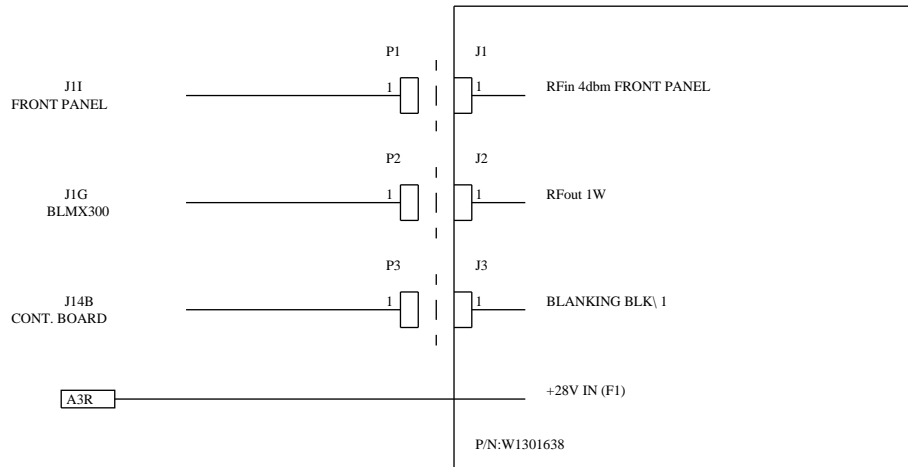 P1 J1
J1I 1 1 RFin 4dbm FRONT PANEL
FRONT PANEL
P2 J2
J1G 1 1 RFout 1W
BLMX300
P3 J3
J14B 1 1 BLANKING BLK\ 1
CONT. BOARD
A3R +28V IN (F1)
P/N:W1301638